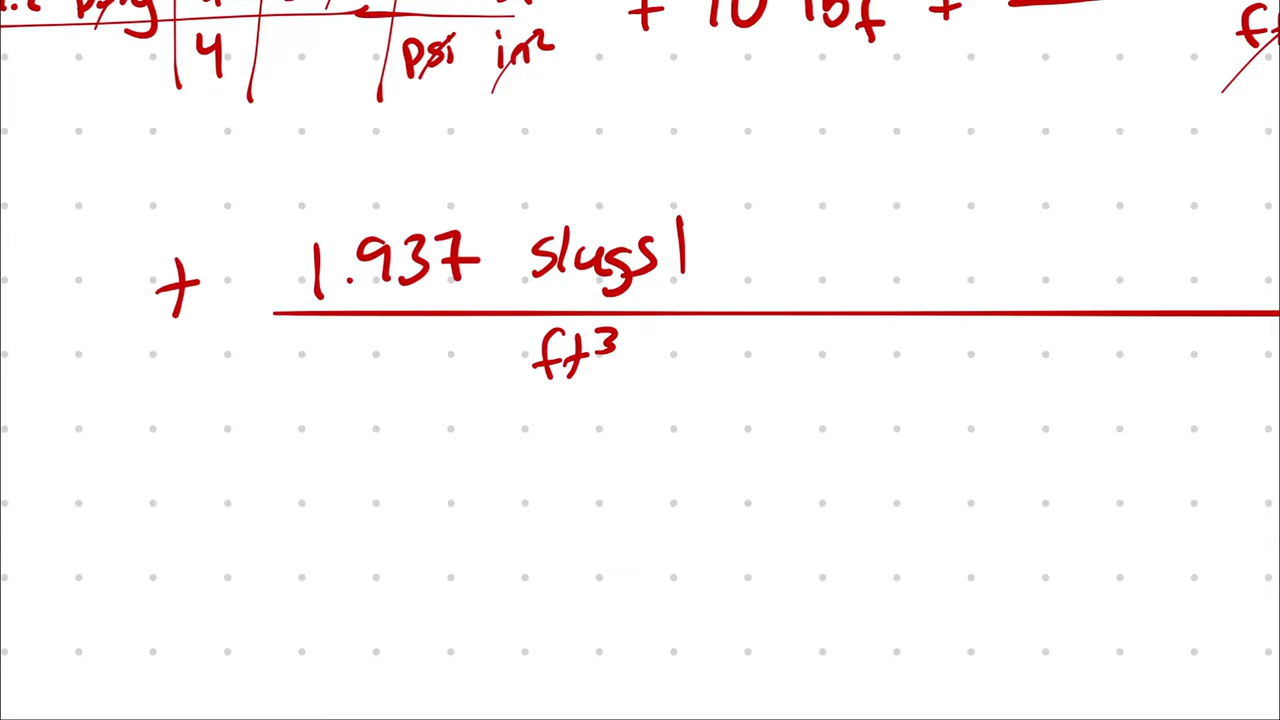 + 10 lbf +
4 psi in²
+ 1.937 slugs
ft³